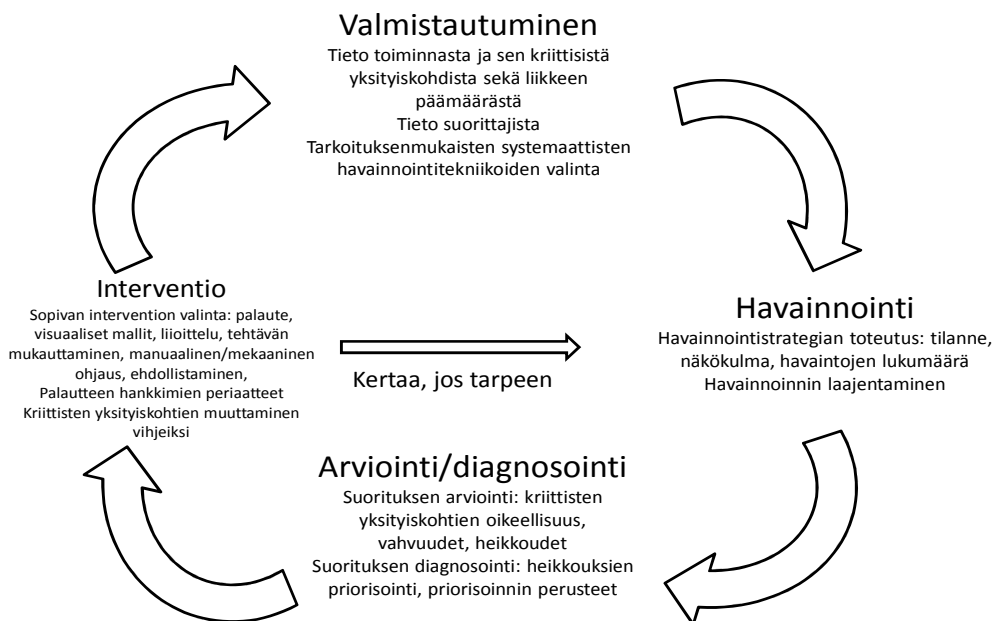 Valmistautuminen
Tieto toiminnasta ja sen kriittisistä
yksityiskohdista sekä liikkeen
päämäärästä
Tieto suorittajista
Tarkoituksenmukaisten systemaattisten
havainnointitekniikoiden valinta
Havainnointi
Havainnointistrategian toteutus: tilanne,
näkökulma, havaintojen lukumäärä
Havainnoinnin laajentaminen
Arviointi/diagnosointi
Suorituksen arviointi: kriittisten
yksityiskohtien oikeellisuus,
vahvuudet, heikkoudet
Suorituksen diagnosointi: heikkouksien
priorisointi, priorisoinnin perusteet
Interventio
Sopivan intervention valinta: palaute,
visuaaliset mallit, liioittelu, tehtävän
mukauttaminen, manuaalinen/mekaaninen
ohjaus, ehdollistaminen,
Palautteen hankkimien periaatteet
Kriittisten yksityiskohtien muuttaminen
vihjeiksi
Kertaa, jos tarpeen